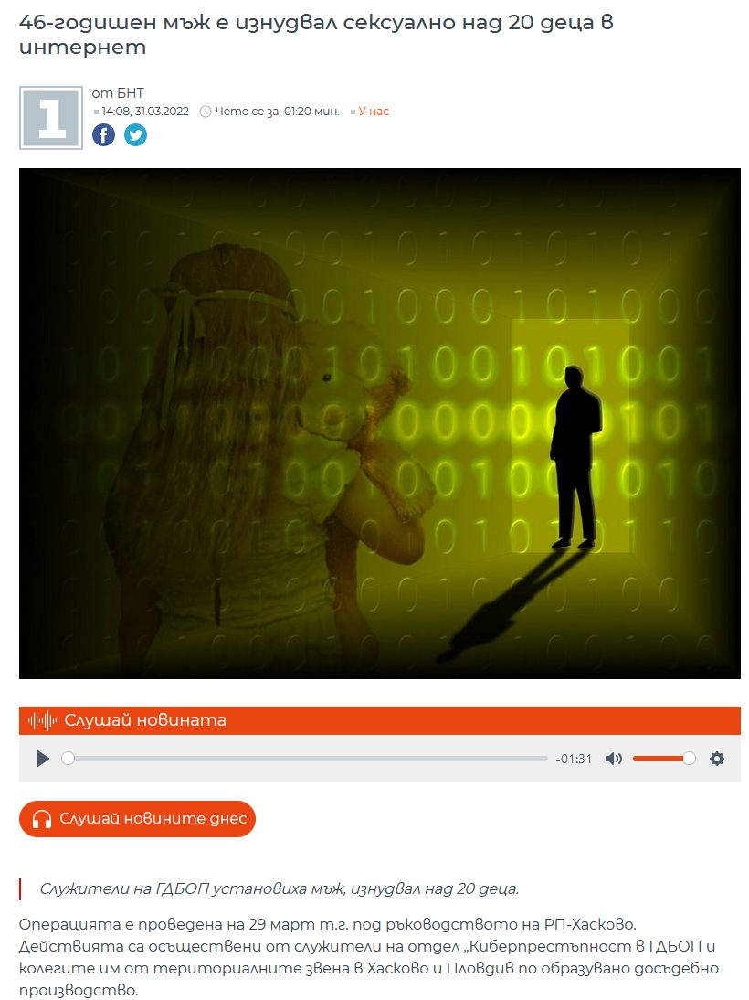 46-годишен мъж е изнудвал сексуално над 20 деца в
интернет
1
от БНТ
14:08, 31.03.2022 Чете се за: 01:20 мин. У нас
Слушай новината
-01:31
Слушай новините днес
Служители на ГДБОП установиха мъж, изнудвал над 20 деца.
Операцията е проведена на 29 март т.г. под ръководството на РП-Хасково.
Действията са осъществени от служители на отдел „Киберпрестъпност в ГДБОП и
колегите им от териториалните звена в Хасково и Пловдив по образувано досъдебно
производство.